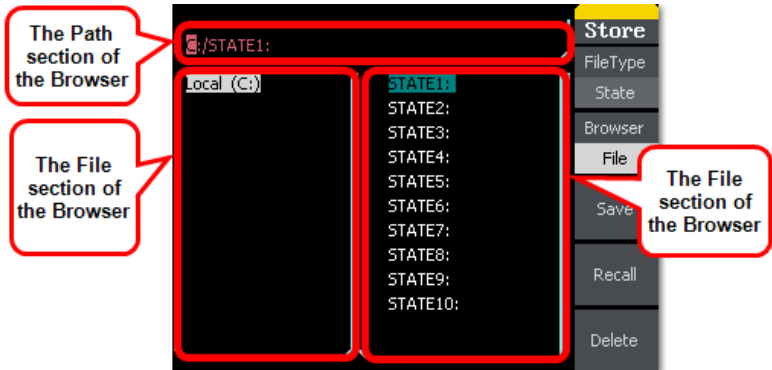 The Path
section of
the Browser
C:/STATE1:
Store
FileType
State
Browser
File
Save
Recall
Delete
Local (C:)
STATE1:
STATE2:
STATE3:
STATE4:
STATE5:
STATE6:
STATE7:
STATE8:
STATE9:
STATE10:
The File
section of
the Browser
The File
section of
the Browser